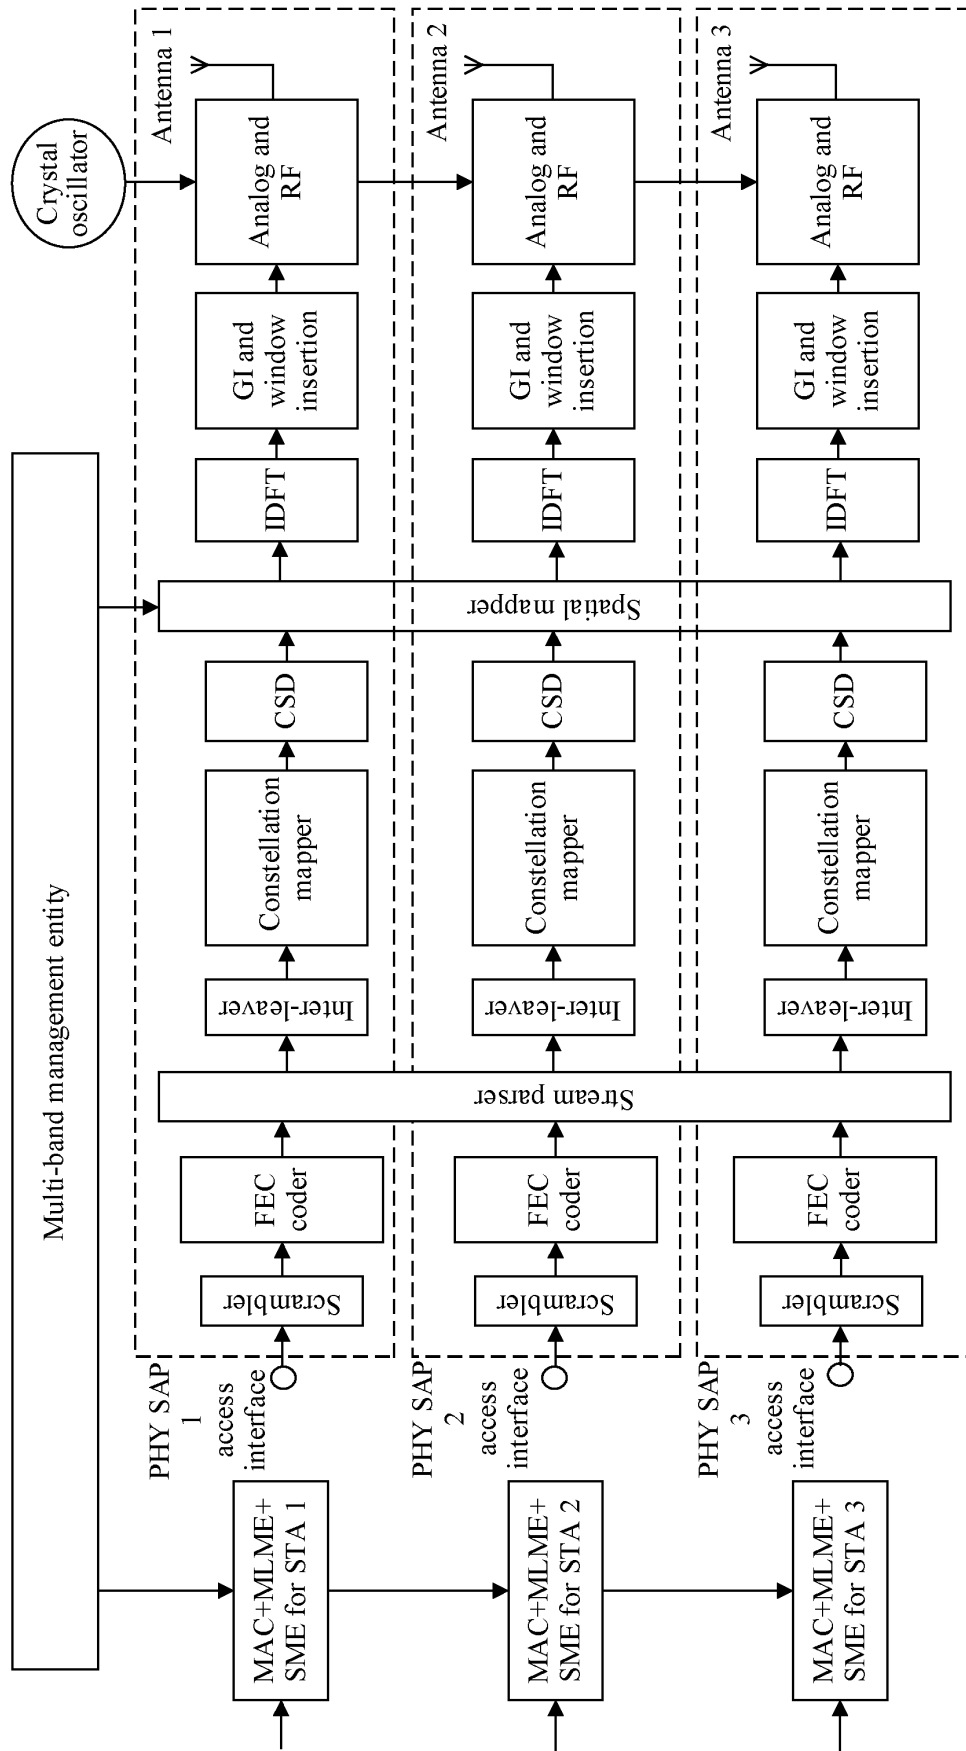 Multi-band management entity
Crystal
oscillator
MAC+MLME+
SME for STA 1
PHY SAP
1
access
interface
Scrambler
FEC
coder
Stream parser
Inter-leaver
Constellation
mapper
CSD
Spatial mapper
IDFT
GI and
window
insertion
Analog and
RF
Antenna 1
MAC+MLME+
SME for STA 2
PHY SAP
2
access
interface
Scrambler
FEC
coder
Inter-leaver
Constellation
mapper
CSD
IDFT
GI and
window
insertion
Analog and
RF
Antenna 2
MAC+MLME+
SME for STA 3
PHY SAP
3
access
interface
Scrambler
FEC
coder
Inter-leaver
Constellation
mapper
CSD
IDFT
GI and
window
insertion
Analog and
RF
Antenna 3